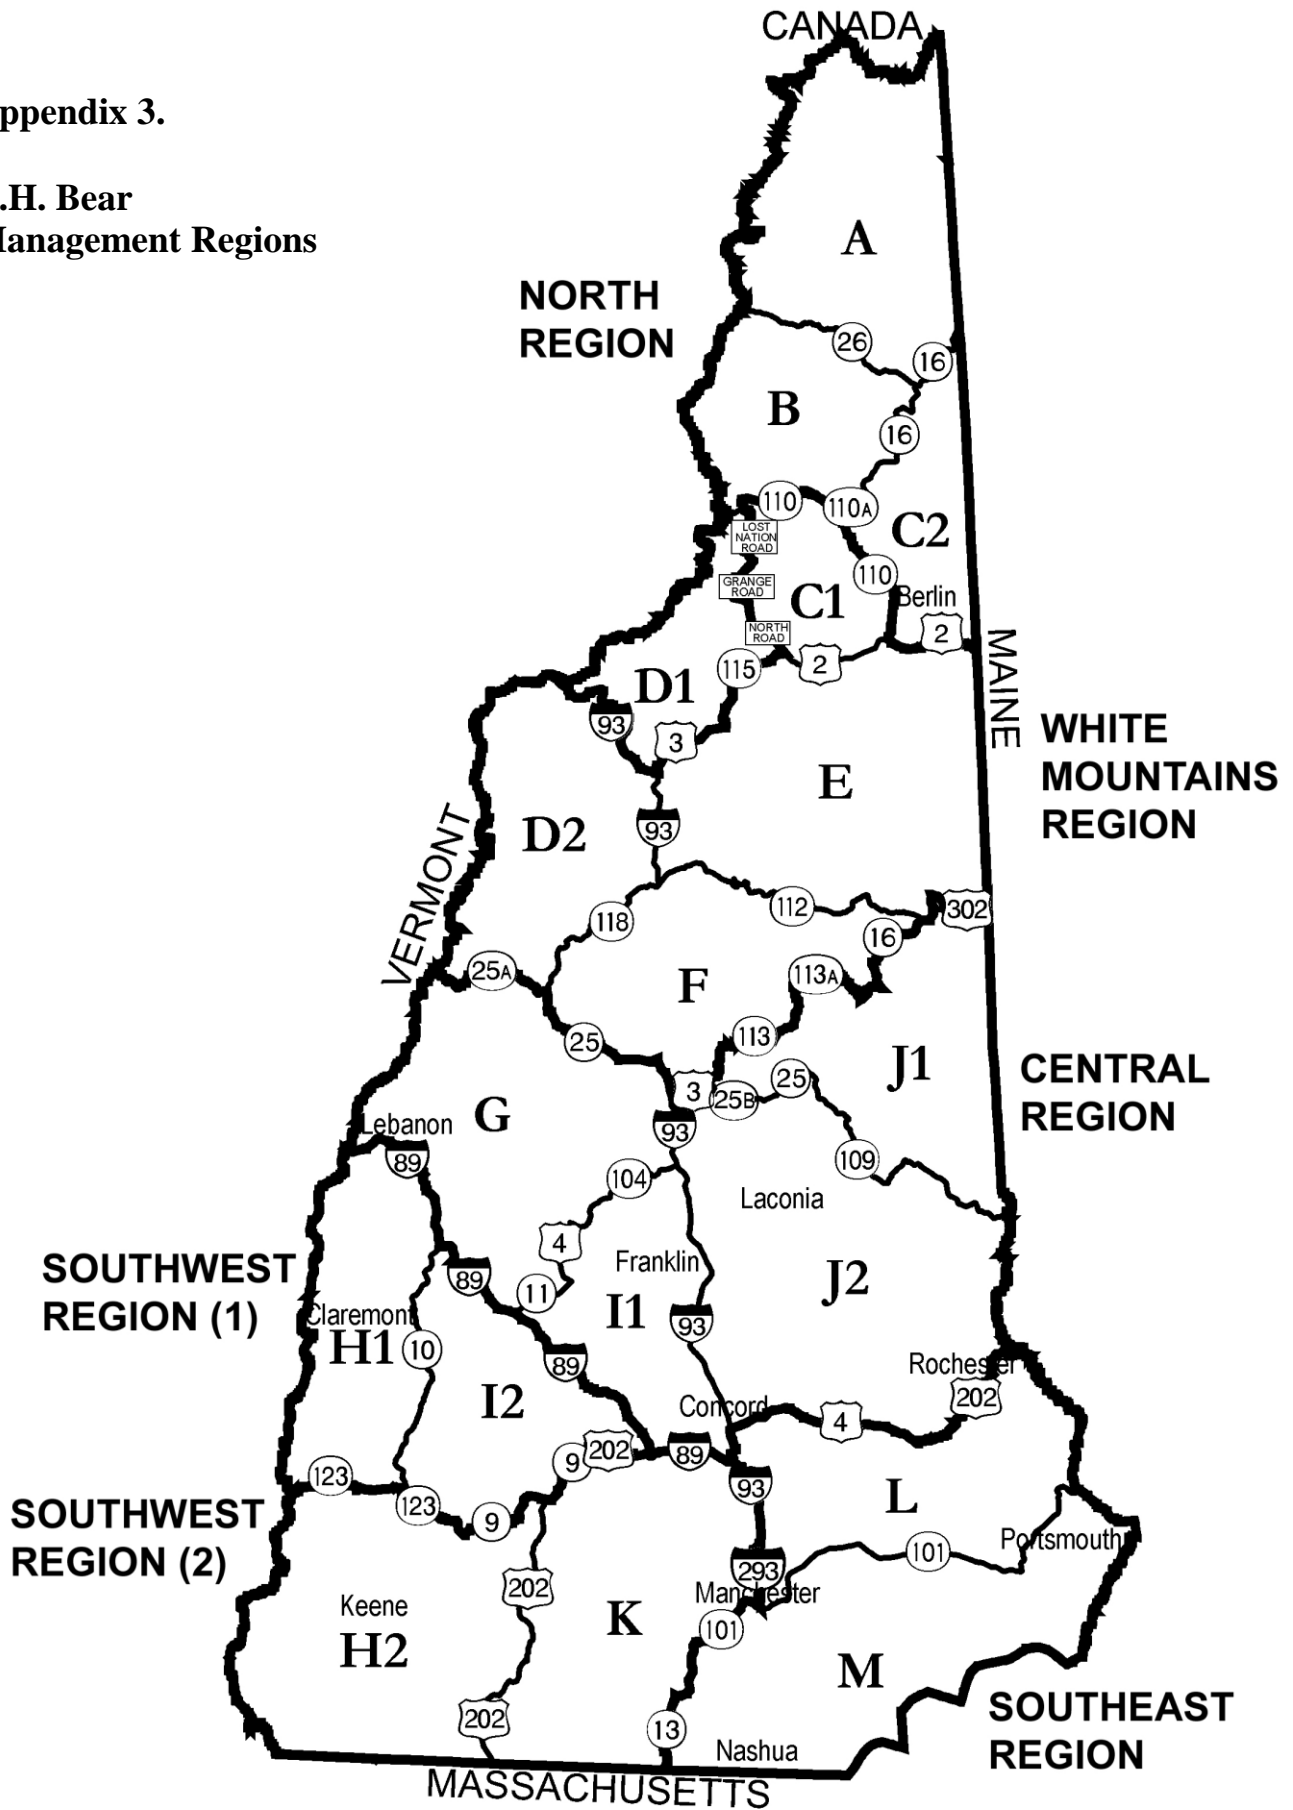 CANADA
ppendix 3.
.H. Bear
anagement Regions
A
NORTH
REGION
26
16
B
16
110
110A
C2
LOST
NATION
ROAD
110
GRANGE
ROAD
C1
Berlin
NORTH
ROAD
2
115
2
MAINE
D1
93
3
WHITE
MOUNTAINS
REGION
E
93
D2
VERMONT
112
302
118
16
25A
113A
F
25
113
J1
CENTRAL
REGION
3
25B
25
G
Lebanon
93
89
109
104
Laconia
4
Franklin
SOUTHWEST
REGION (1)
89
11
J2
Claremont
I1
93
H1
10
89
Rochester
202
I2
Concord
4
202
89
9
123
93
L
123
SOUTHWEST
REGION (2)
9
Portsmouth
101
293
202
Manchester
Keene
K
101
H2
M
202
13
SOUTHEAST
REGION
Nashua
MASSACHUSETTS